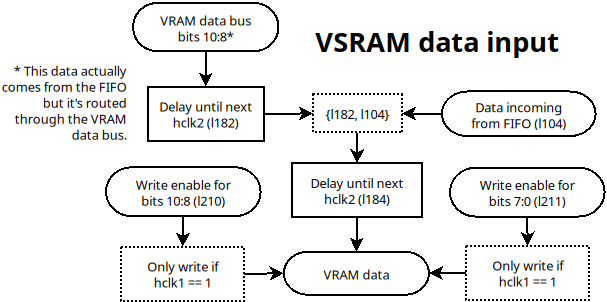 VSRAM data input
VRAM data bus
bits 10:8*
* This data actually
comes from the FIFO
but it's routed
through the VRAM
data bus.
Delay until next
hclk2 (l182)
{l182, l104}
Data incoming
from FIFO (l104)
Write enable for
bits 10:8 (l210)
Delay until next
hclk2 (l184)
Write enable for
bits 7:0 (l211)
Only write if
hclk1 == 1
VRAM data
Only write if
hclk1 == 1